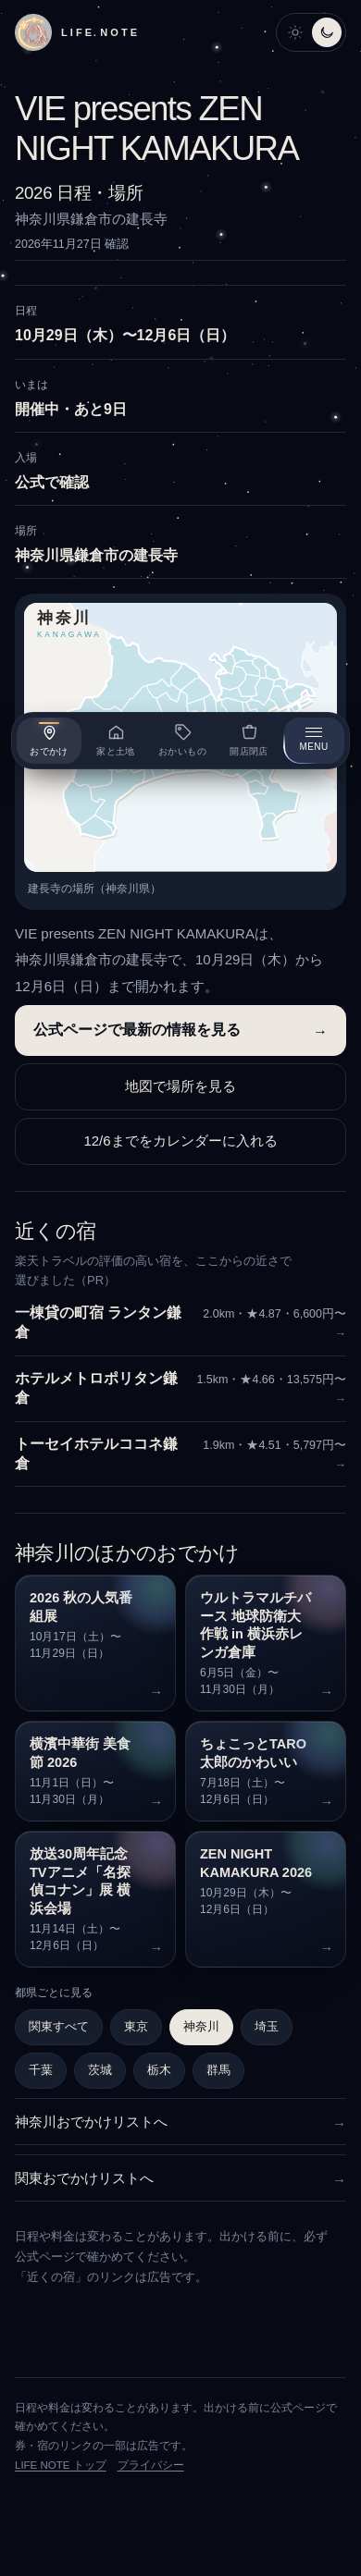 LIFE.NOTE
VIE presents ZEN
NIGHT KAMAKURA
2026 日程・場所
神奈川県鎌倉市の建長寺
2026年11月27日 確認
日程
10月29日（木）〜12月6日（日）
いまは
開催中・あと9日
入場
公式で確認
場所
神奈川県鎌倉市の建長寺
神奈川
KANAGAWA
おでかけ
家と土地
おかいもの
開店閉店
MENU
建長寺の場所（神奈川県）
VIE presents ZEN NIGHT KAMAKURAは、
神奈川県鎌倉市の建長寺で、10月29日（木）から
12月6日（日）まで開かれます。
公式ページで最新の情報を見る →
地図で場所を見る
12/6までをカレンダーに入れる
近くの宿
楽天トラベルの評価の高い宿を、ここからの近さで
選びました（PR）
一棟貸の町宿 ランタン鎌
倉
2.0km・★4.87・6,600円〜
→
ホテルメトロポリタン鎌
倉
1.5km・★4.66・13,575円〜
→
トーセイホテルココネ鎌
倉
1.9km・★4.51・5,797円〜
→
神奈川のほかのおでかけ
2026 秋の人気番
組展
10月17日（土）〜
11月29日（日）
→
ウルトラマルチバ
ース 地球防衛大
作戦 in 横浜赤レ
ンガ倉庫
6月5日（金）〜
11月30日（月）
→
横濱中華街 美食
節 2026
11月1日（日）〜
11月30日（月）
→
ちょこっとTARO
太郎のかわいい
7月18日（土）〜
12月6日（日）
→
放送30周年記念
TVアニメ「名探
偵コナン」展 横
浜会場
11月14日（土）〜
12月6日（日）
→
ZEN NIGHT
KAMAKURA 2026
10月29日（木）〜
12月6日（日）
→
都県ごとに見る
関東すべて
東京
神奈川
埼玉
千葉
茨城
栃木
群馬
神奈川おでかけリストへ →
関東おでかけリストへ →
日程や料金は変わることがあります。出かける前に、必ず
公式ページで確かめてください。
「近くの宿」のリンクは広告です。
日程や料金は変わることがあります。出かける前に公式ページで
確かめてください。
券・宿のリンクの一部は広告です。
LIFE NOTE トップ プライバシー